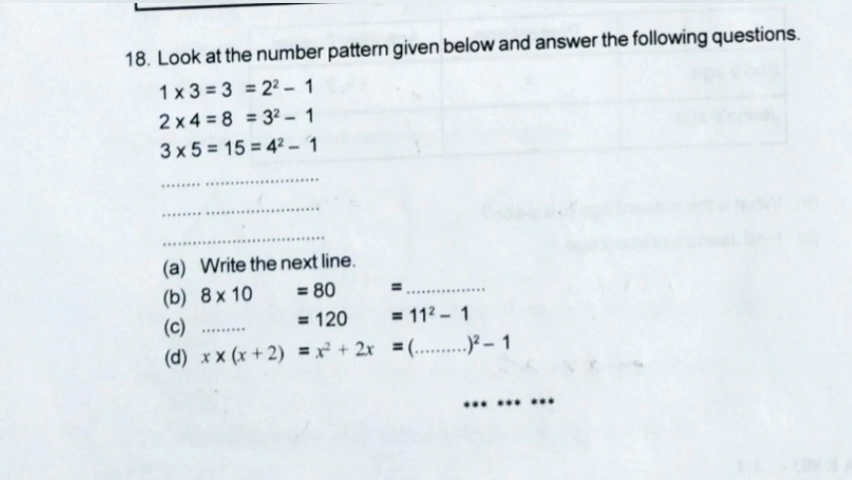 18. Look at the number pattern given below and answer the following questions.
1 x 3 = 3 = 2² – 1
2 x 4 = 8 = 3² – 1
3 x 5 = 15 = 4² – 1
........ ........................
........ ........................
..................................
(a) Write the next line.
(b) 8 x 10 = 80 = ................
(c) ......... = 120 = 11² – 1
(d) x x (x + 2) = x² + 2x = (..........)² – 1
*** *** ***